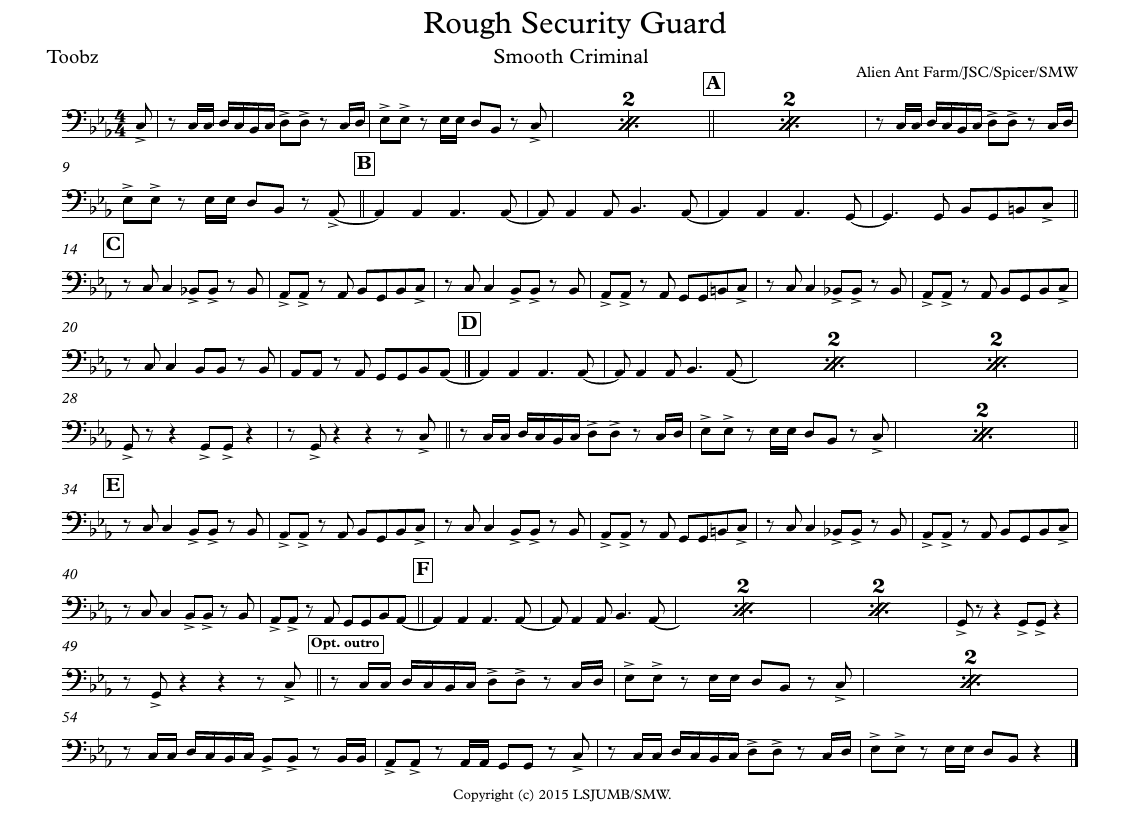 Rough Security Guard
Toobz
Smooth Criminal
Alien Ant Farm/JSC/Spicer/SMW
A
2
2
4
4
9
B
14
C
20
D
2
2
28
2
34
E
40
F
2
2
49
Opt. outro
2
54
Copyright (c) 2015 LSJUMB/SMW.